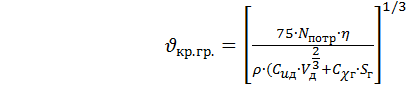 ϑкр.гр. = [75·Nпотр·η / ρ·(Cид·Vд^(2/3)+Cχг·Sг)]^1/3